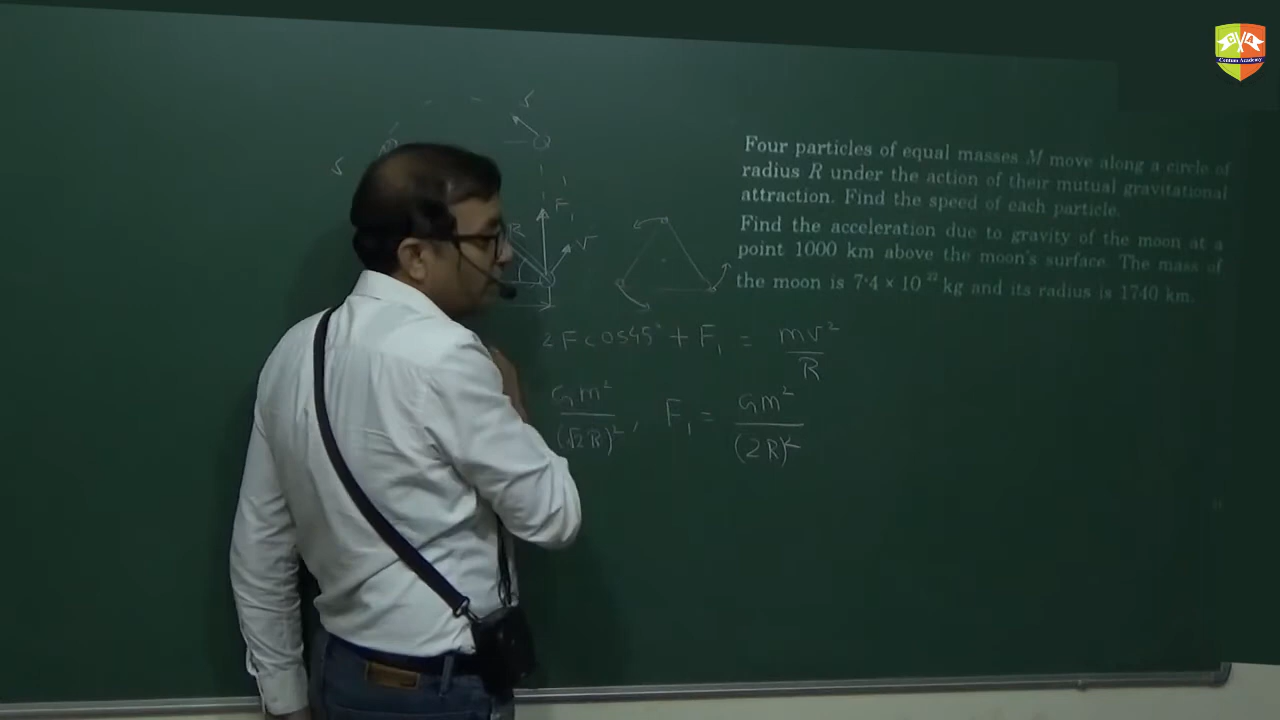 Four particles of equal masses M move along a circle of
radius R under the action of their mutual gravitational
attraction. Find the speed of each particle.
Find the acceleration due to gravity of the moon at a
point 1000 km above the moon's surface. The mass of
the moon is 7·4 × 10²² kg and its radius is 1740 km.
F₁
R
v
2F cos45° + F₁ = mv²/R
Gm²/(√2R)², F₁ = Gm²/(2R)²
Centum Academy